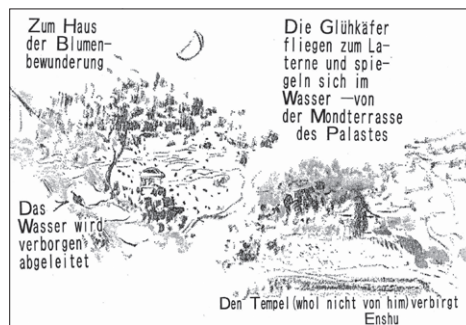 Zum Haus
der Blumen-
bewunderung
Die Glühkäfer
fliegen zum La-
terne und spie-
geln sich im
Wasser —von
der Mondterrasse
des Palastes
Das
Wasser wird
verborgen
abgeleitet
Den Tempel (whol nicht von him) verbirgt
Enshu